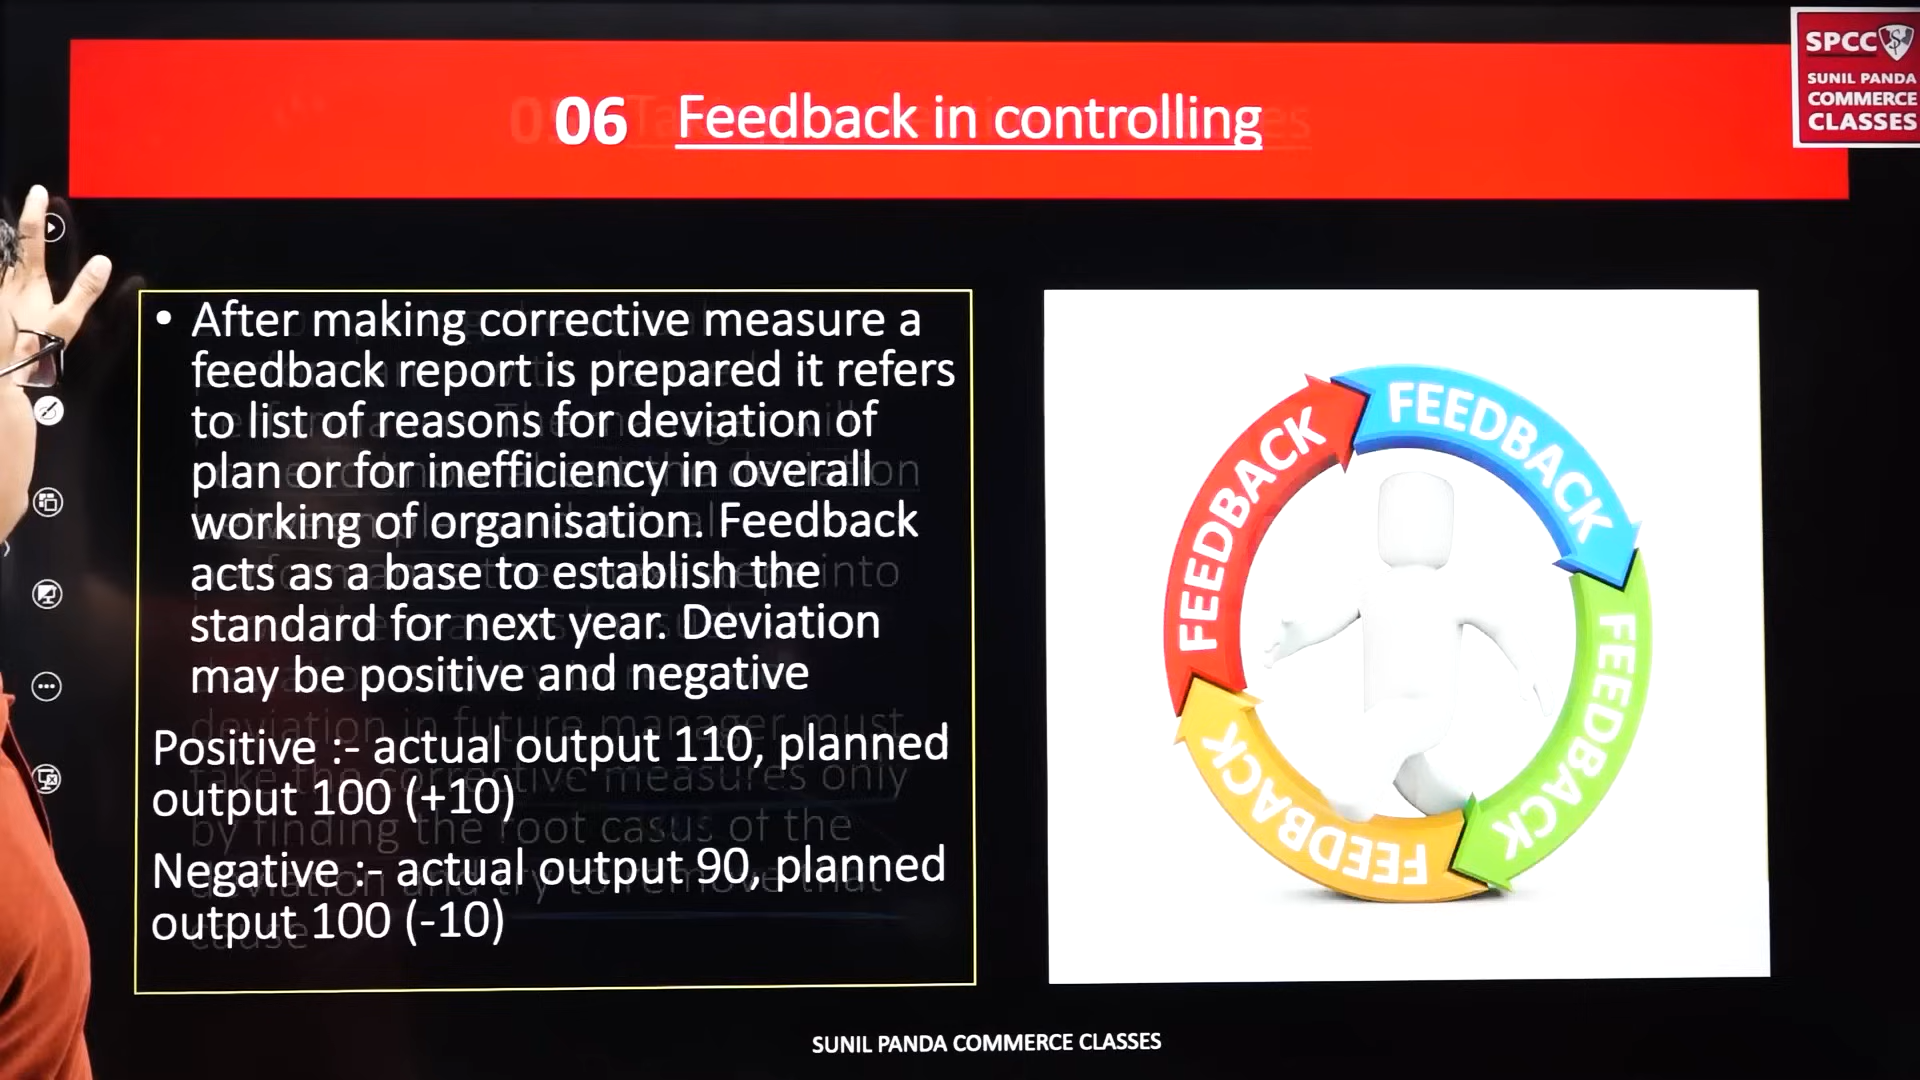 SPCC
SUNIL PANDA
COMMERCE
CLASSES
06 Feedback in controlling
• After making corrective measure a
feedback report is prepared it refers
to list of reasons for deviation of
plan or for inefficiency in overall
working of organisation. Feedback
acts as a base to establish the
standard for next year. Deviation
may be positive and negative
Positive :- actual output 110, planned
output 100 (+10)
Negative :- actual output 90, planned
output 100 (-10)
FEEDBACK
FEEDBACK
FEEDBACK
FEEDBACK
SUNIL PANDA COMMERCE CLASSES